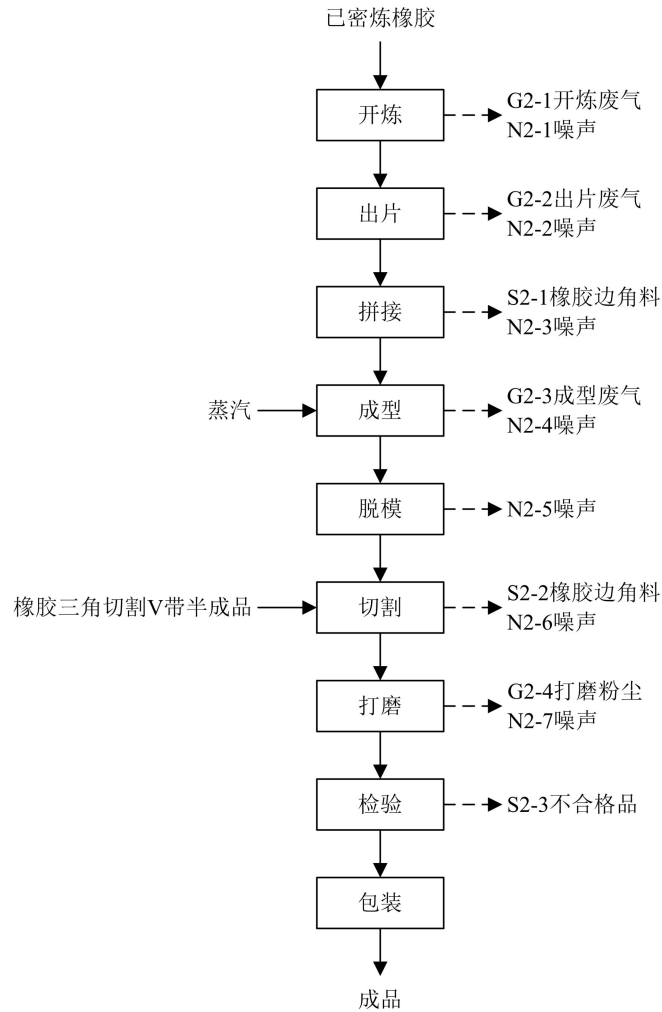 已密炼橡胶
开炼
G2-1开炼废气
N2-1噪声
出片
G2-2出片废气
N2-2噪声
拼接
S2-1橡胶边角料
N2-3噪声
蒸汽
成型
G2-3成型废气
N2-4噪声
脱模
N2-5噪声
橡胶三角切割V带半成品
切割
S2-2橡胶边角料
N2-6噪声
打磨
G2-4打磨粉尘
N2-7噪声
检验
S2-3不合格品
包装
成品